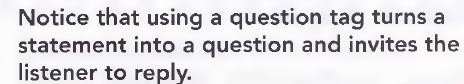 Notice that using a question tag turns a
statement into a question and invites the
listener to reply.